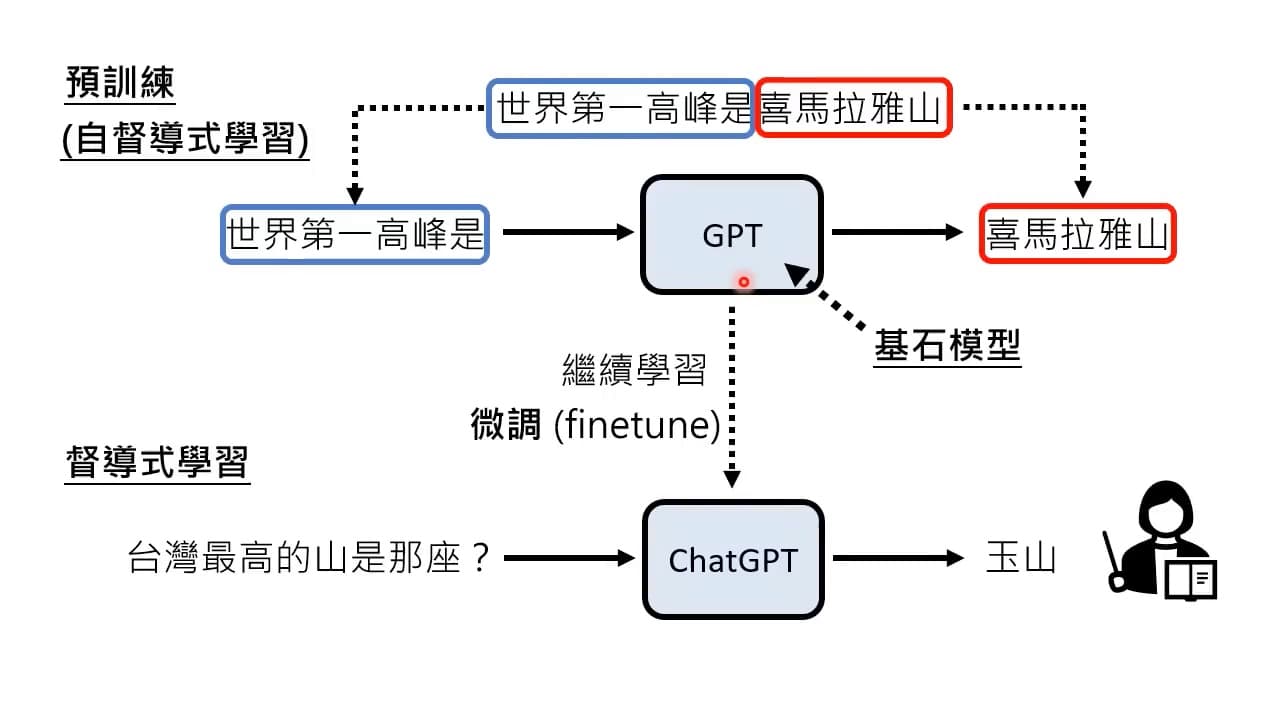 預訓練
(自督導式學習)
世界第一高峰是喜馬拉雅山
世界第一高峰是
GPT
喜馬拉雅山
基石模型
繼續學習
微調 (finetune)
督導式學習
台灣最高的山是那座？
ChatGPT
玉山